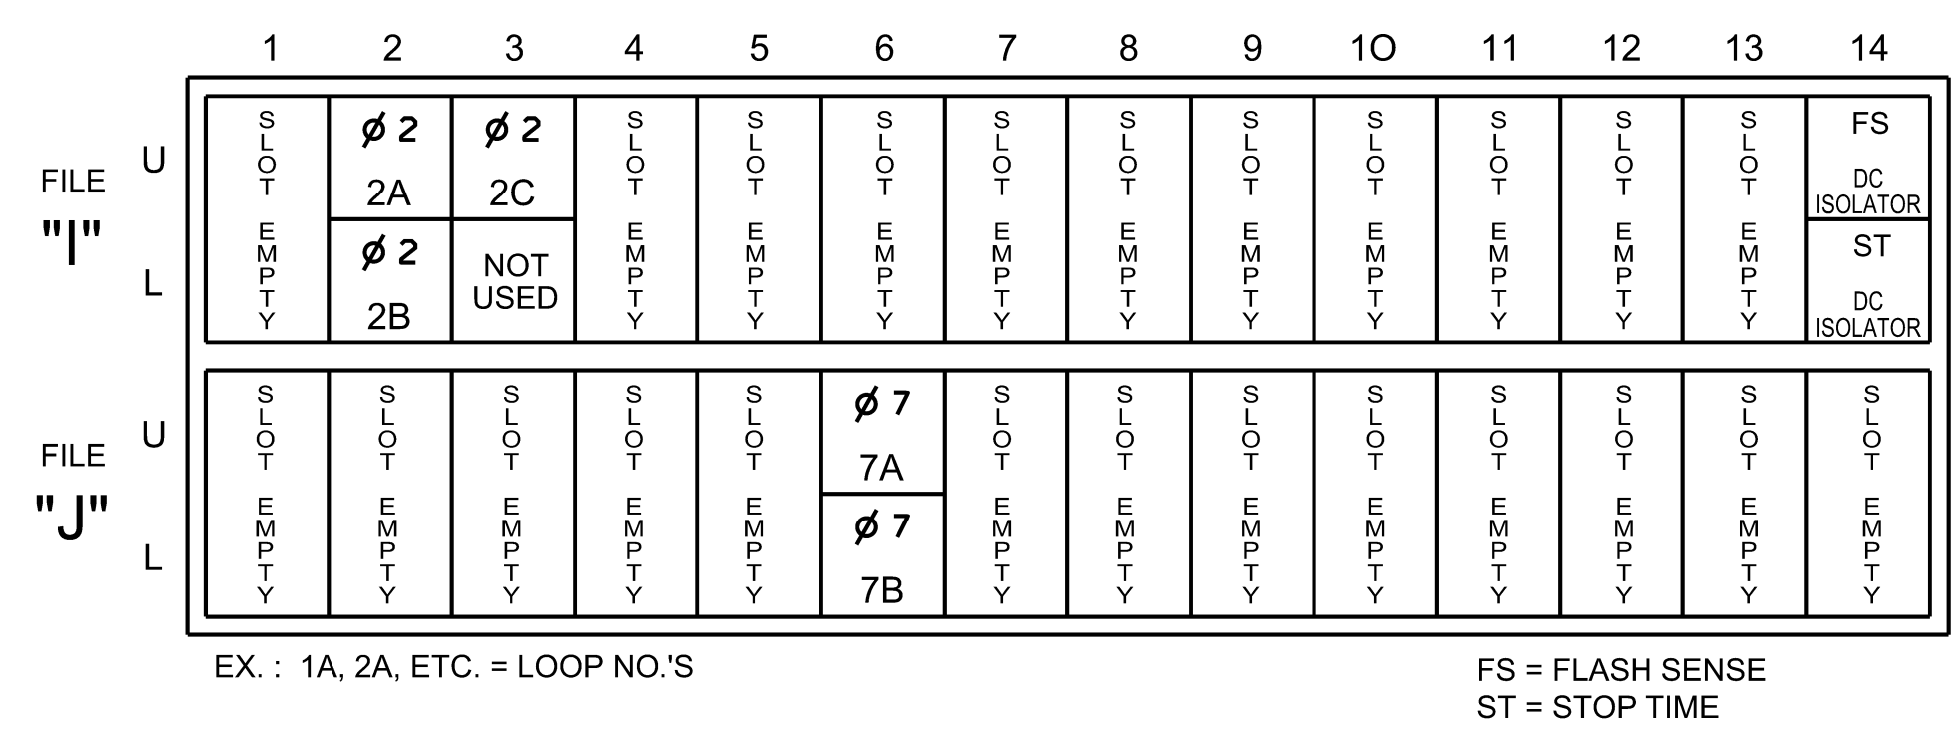 1 2 3 4 5 6 7 8 9 10 11 12 13 14
FILE "I"
U
L
SLOT EMPTY
ø 2
2A
ø 2
2B
ø 2
2C
NOT
USED
SLOT EMPTY
SLOT EMPTY
SLOT EMPTY
SLOT EMPTY
SLOT EMPTY
SLOT EMPTY
SLOT EMPTY
SLOT EMPTY
SLOT EMPTY
SLOT EMPTY
FS
DC
ISOLATOR
ST
DC
ISOLATOR
FILE "J"
U
L
SLOT EMPTY
SLOT EMPTY
SLOT EMPTY
SLOT EMPTY
SLOT EMPTY
ø 7
7A
ø 7
7B
SLOT EMPTY
SLOT EMPTY
SLOT EMPTY
SLOT EMPTY
SLOT EMPTY
SLOT EMPTY
SLOT EMPTY
SLOT EMPTY
EX. : 1A, 2A, ETC. = LOOP NO.'S
FS = FLASH SENSE
ST = STOP TIME